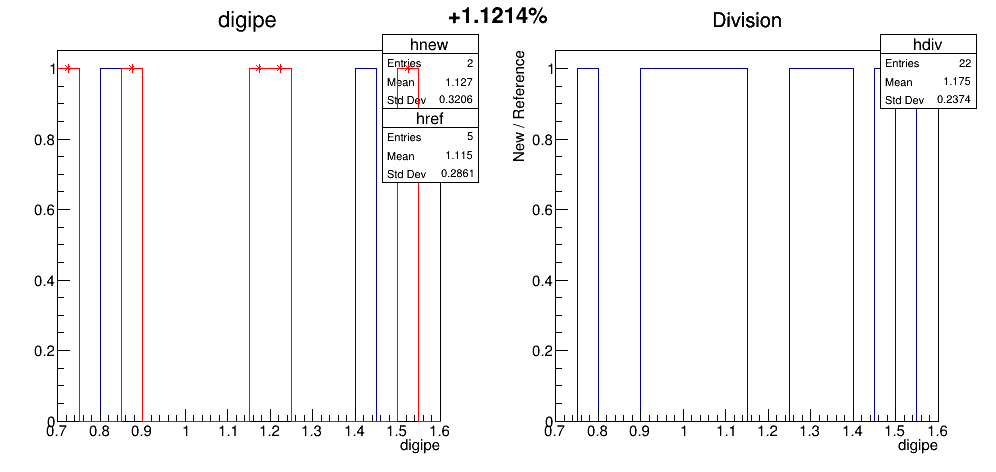 +1.1214%
digipe
hnew
Entries 2
Mean 1.127
Std Dev 0.3206
href
Entries 5
Mean 1.115
Std Dev 0.2861
1
0.8
0.6
0.4
0.2
0
0.7 0.8 0.9 1 1.1 1.2 1.3 1.4 1.5 1.6
digipe
Division
hdiv
Entries 22
Mean 1.175
Std Dev 0.2374
New / Reference
1
0.8
0.6
0.4
0.2
0
0.7 0.8 0.9 1 1.1 1.2 1.3 1.4 1.5 1.6
digipe